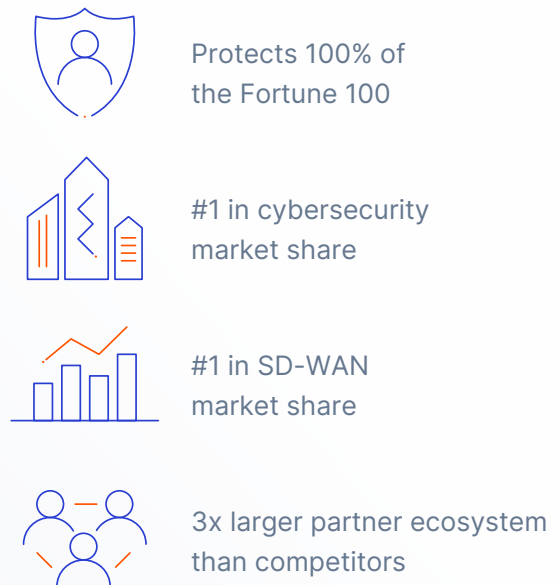 Protects 100% of
the Fortune 100
#1 in cybersecurity
market share
#1 in SD-WAN
market share
3x larger partner ecosystem
than competitors